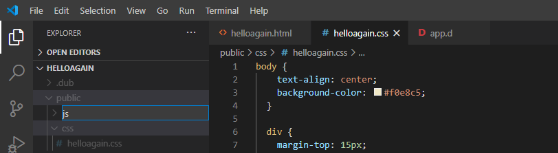 File Edit Selection View Go Run Terminal Help
EXPLORER ...
helloagain.html # helloagain.css app.d
OPEN EDITORS
public > css > # helloagain.css > ...
HELLOAGAIN
.dub
public
js
css
# helloagain.css
1 body {
2 text-align: center;
3 background-color: #f0e8c5;
4 }
5
6 div {
7 margin-top: 15px;